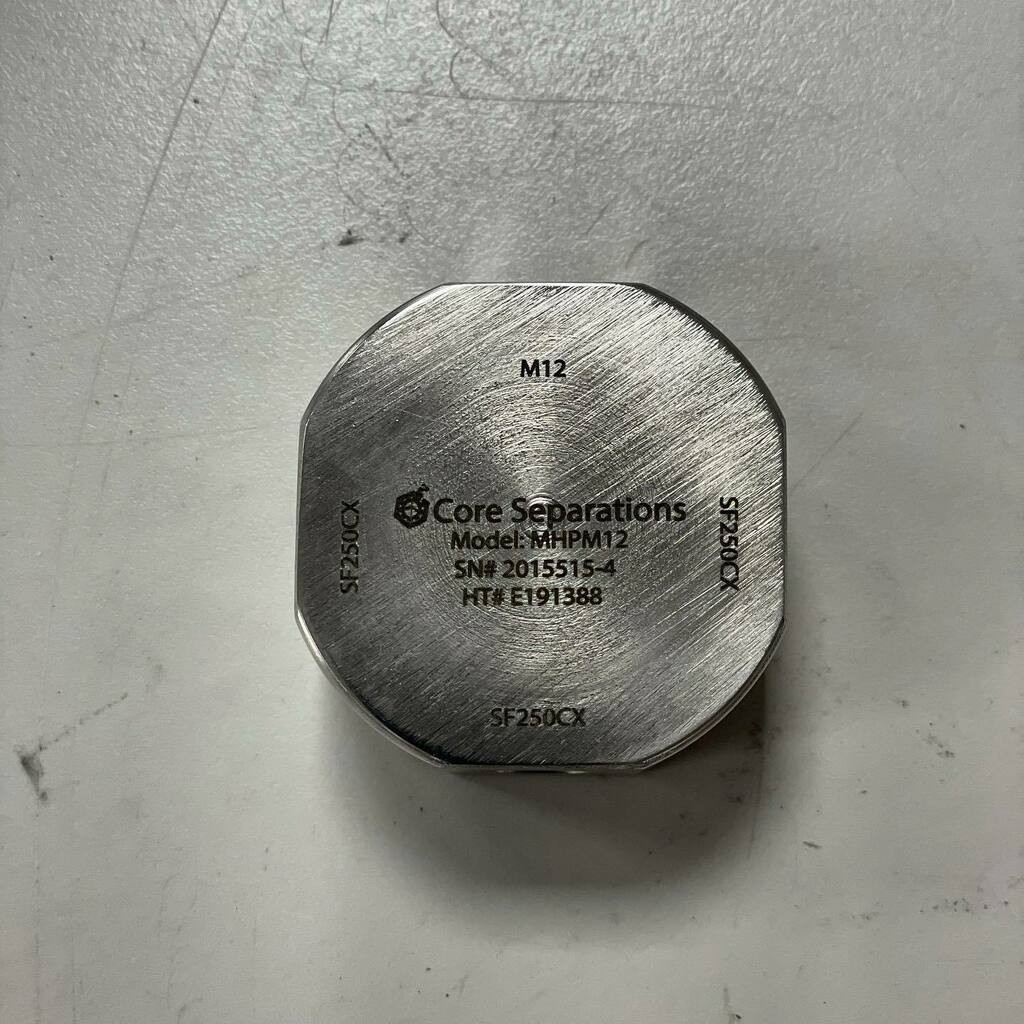 M12
Core Separations
Model: MHPM12
SN# 2015515-4
HT# E191388
SF250CX
SF250CX
SF250CX